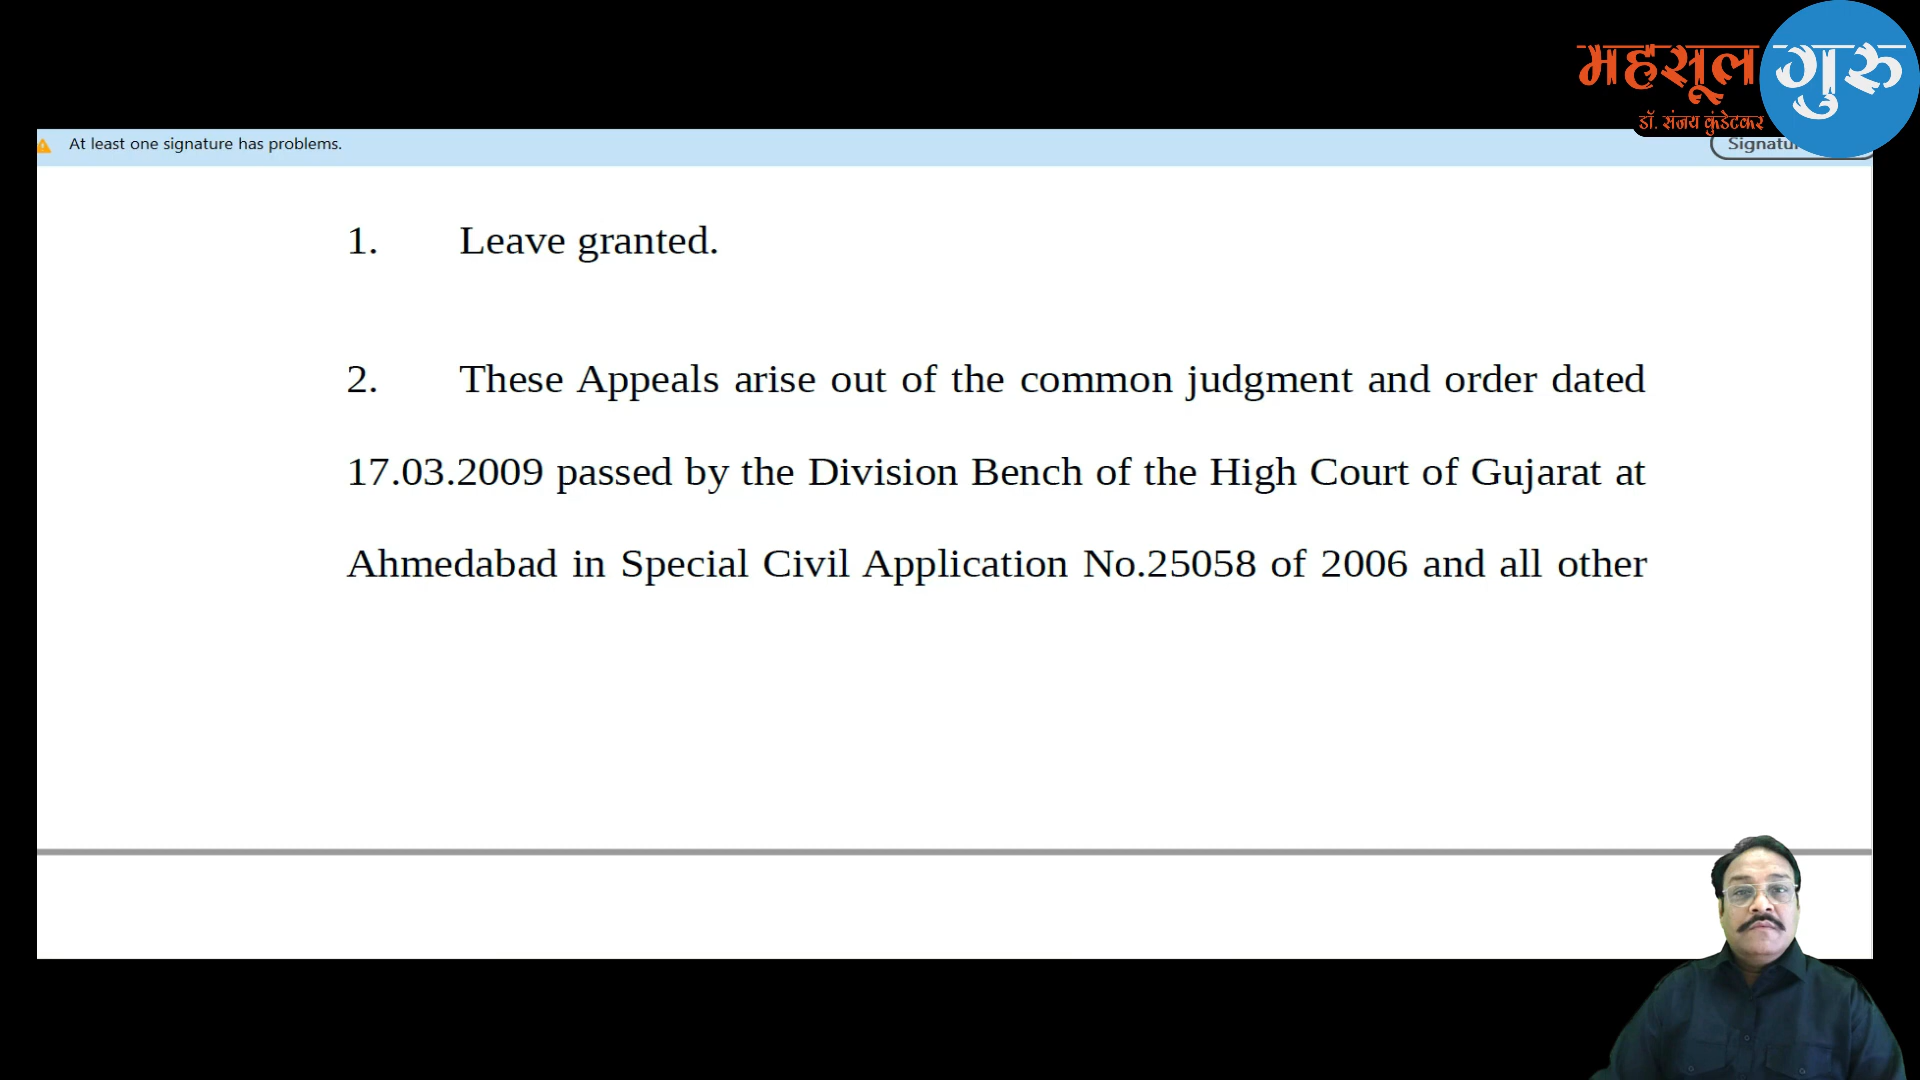 महसूल गुरु
डॉ. संजय कुंडेटकर
At least one signature has problems.
1. Leave granted.
2. These Appeals arise out of the common judgment and order dated
17.03.2009 passed by the Division Bench of the High Court of Gujarat at
Ahmedabad in Special Civil Application No.25058 of 2006 and all other